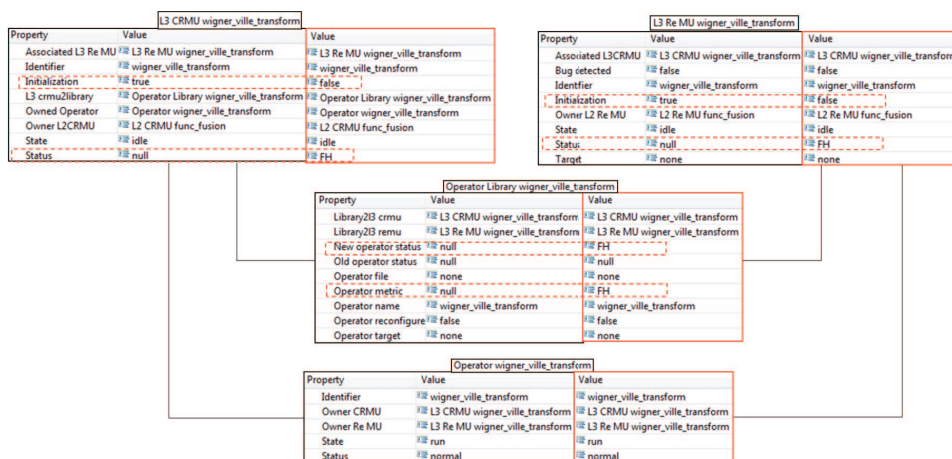 L3 CRMU wigner_ville_transform
Property Value Value
Associated L3 Re MU L3 Re MU wigner_ville_transform L3 Re MU wigner_ville_transform
Identifier wigner_ville_transform wigner_ville_transform
Initialization true false
L3 crmu2library Operator Library wigner_ville_transform Operator Library wigner_ville_transform
Owned Operator Operator wigner_ville_transform Operator wigner_ville_transform
Owner L2CRMU L2 CRMU func_fusion L2 CRMU func_fusion
State idle idle
Status null FH
L3 Re MU wigner_ville_transform
Property Value Value
Associated L3CRMU L3 CRMU wigner_ville_transform L3 CRMU wigner_ville_transform
Bug detected false false
Identfier wigner_ville_transform wigner_ville_transform
Initiaization true false
Owner L2 Re MU L2 Re MU func_fusion L2 Re MU func_fusion
State idle idle
Status null FH
Target none none
Operator Library wigner_ville_transform
Property Value Value
Library2l3 crmu L3 CRMU wigner_ville_transform L3 CRMU wigner_ville_transform
Library2l3 remu L3 Re MU wigner_ville_transform L3 Re MU wigner_ville_transform
New operator status null FH
Old operator status null null
Operator file none none
Operator metric null FH
Operator name wigner_ville_transform wigner_ville_transform
Operator reconfigure false false
Operator target none none
Operator wigner_ville_transform
Property Value Value
Identifier wigner_ville_transform wigner_ville_transform
Owner CRMU L3 CRMU wigner_ville_transform L3 CRMU wigner_ville_transform
Owner Re MU L3 Re MU wigner_ville_transform L3 Re MU wigner_ville_transform
State run run
Status normal normal